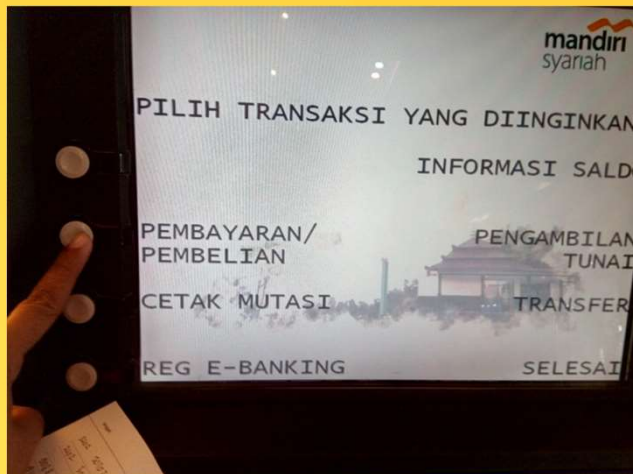 mandiri
syariah
PILIH TRANSAKSI YANG DIINGINKAN
INFORMASI SALDO
PEMBAYARAN/
PEMBELIAN
PENGAMBILAN
TUNAI
CETAK MUTASI
TRANSFER
REG E-BANKING
SELESAI